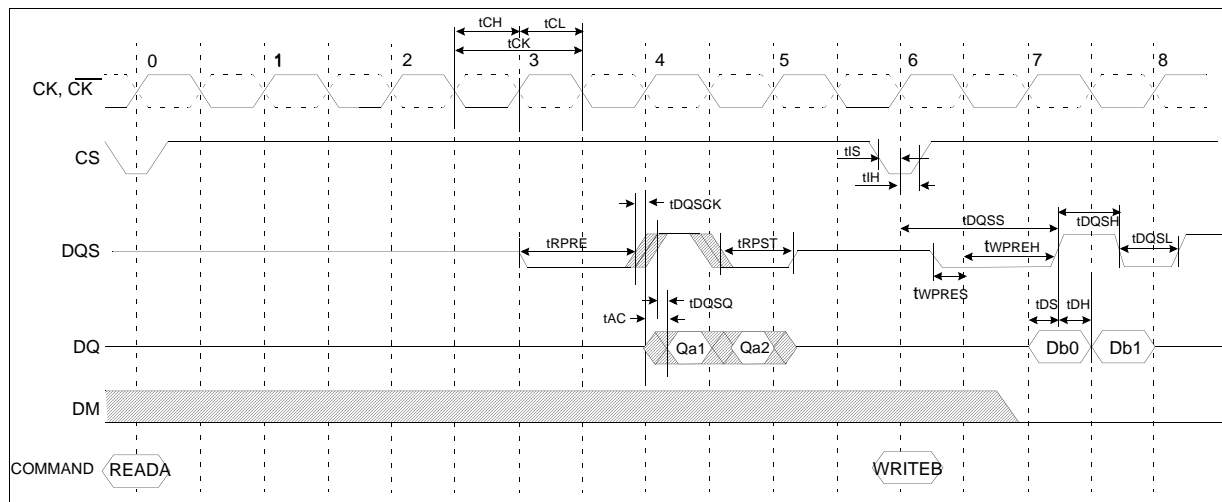 tCH tCL
tCK
0 1 2 3 4 5 6 7 8
CK, CK
CS
tIS
tIH
tDQSCK
tDQSS
tDQSH
tRPRE
tRPST
tWPREH
tDQSL
DQS
tWPRES
tDQSQ
tDS tDH
tAC
DQ
Qa1 Qa2
Db0 Db1
DM
COMMAND
READA
WRITEB